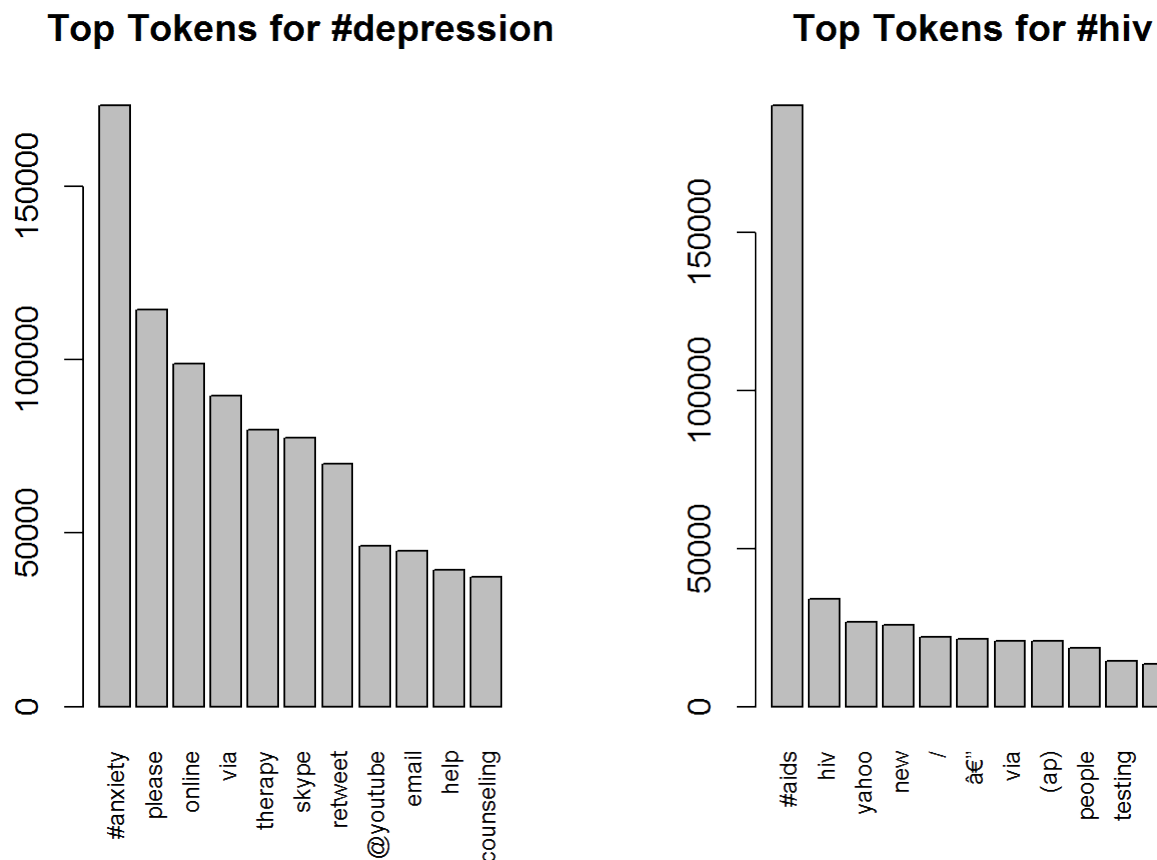 Top Tokens for #depression
150000
100000
50000
0
#anxiety
please
online
via
therapy
skype
retweet
@youtube
email
help
counseling
Top Tokens for #hiv
150000
100000
50000
0
#aids
hiv
yahoo
new
/
â€”
via
(ap)
people
testing